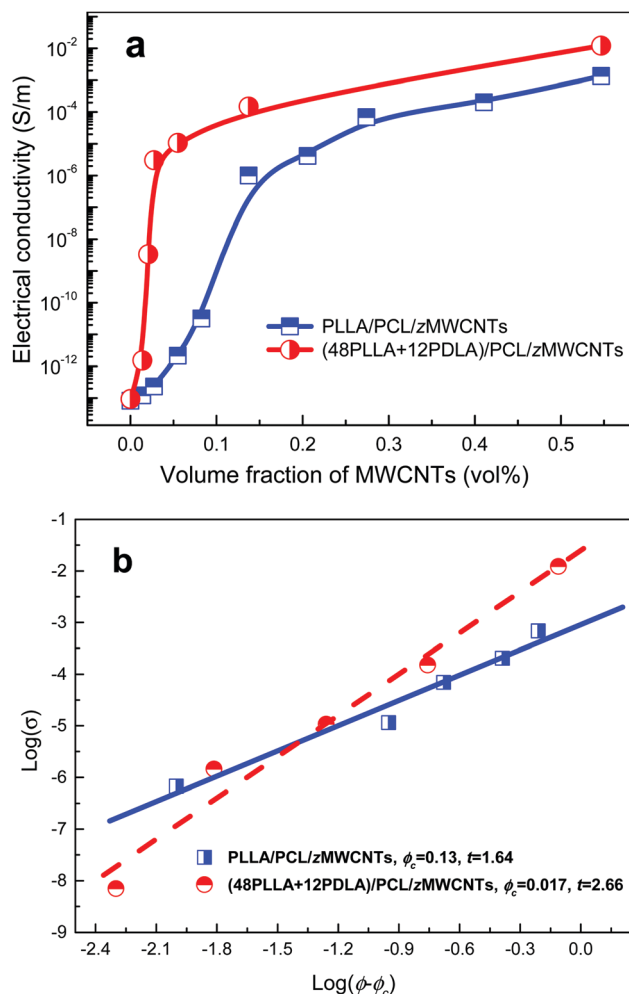 a
Electrical conductivity (S/m)
10⁻²
10⁻⁴
10⁻⁶
10⁻⁸
10⁻¹⁰
10⁻¹²
PLLA/PCL/zMWCNTs
(48PLLA+12PDLA)/PCL/zMWCNTs
0.0 0.1 0.2 0.3 0.4 0.5
Volume fraction of MWCNTs (vol%)
b
Log(σ)
-1
-2
-3
-4
-5
-6
-7
-8
-9
PLLA/PCL/zMWCNTs, ϕc=0.13, t=1.64
(48PLLA+12PDLA)/PCL/zMWCNTs, ϕc=0.017, t=2.66
-2.4 -2.1 -1.8 -1.5 -1.2 -0.9 -0.6 -0.3 0.0
Log(ϕ-ϕc)